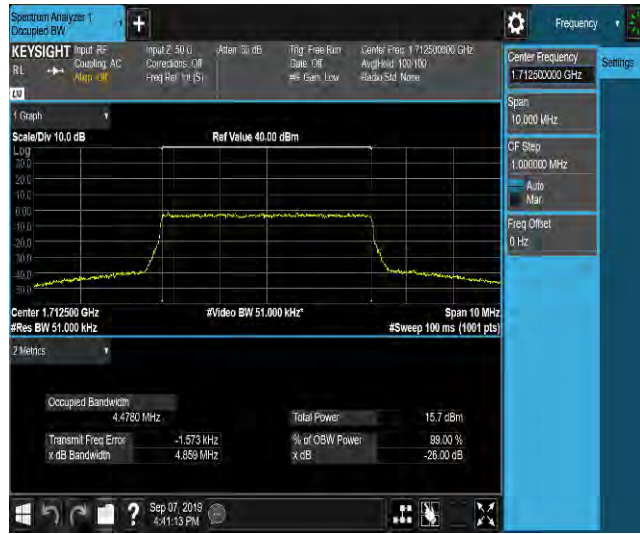 Spectrum Analyzer 1
Occupied BW
Frequency
KEYSIGHT
Input: RF
Coupling: AC
Align: Off
Input Z: 50 Ω
Corrections: Off
Freq Ref: Int (S)
Atten: 30 dB
Trig: Free Run
Gate: Off
#IF Gain: Low
Center Freq: 1.712500000 GHz
Avg|Hold: 100/100
Radio Std: None
RL
LW
1 Graph
Scale/Div 10.0 dB
Ref Value 40.00 dBm
Log
30.0
20.0
10.0
0.00
-10.0
-20.0
-30.0
-40.0
-50.0
Center 1.712500 GHz
#Video BW 51.000 kHz*
Span 10 MHz
#Res BW 51.000 kHz
#Sweep 100 ms (1001 pts)
2 Metrics
Occupied Bandwidth
4.4780 MHz
Total Power
15.7 dBm
Transmit Freq Error
-1.573 kHz
% of OBW Power
99.00 %
x dB Bandwidth
4.859 MHz
x dB
-26.00 dB
Sep 07, 2019
4:41:13 PM
Center Frequency
1.712500000 GHz
Settings
Span
10.000 MHz
CF Step
1.000000 MHz
Auto
Man
Freq Offset
0 Hz